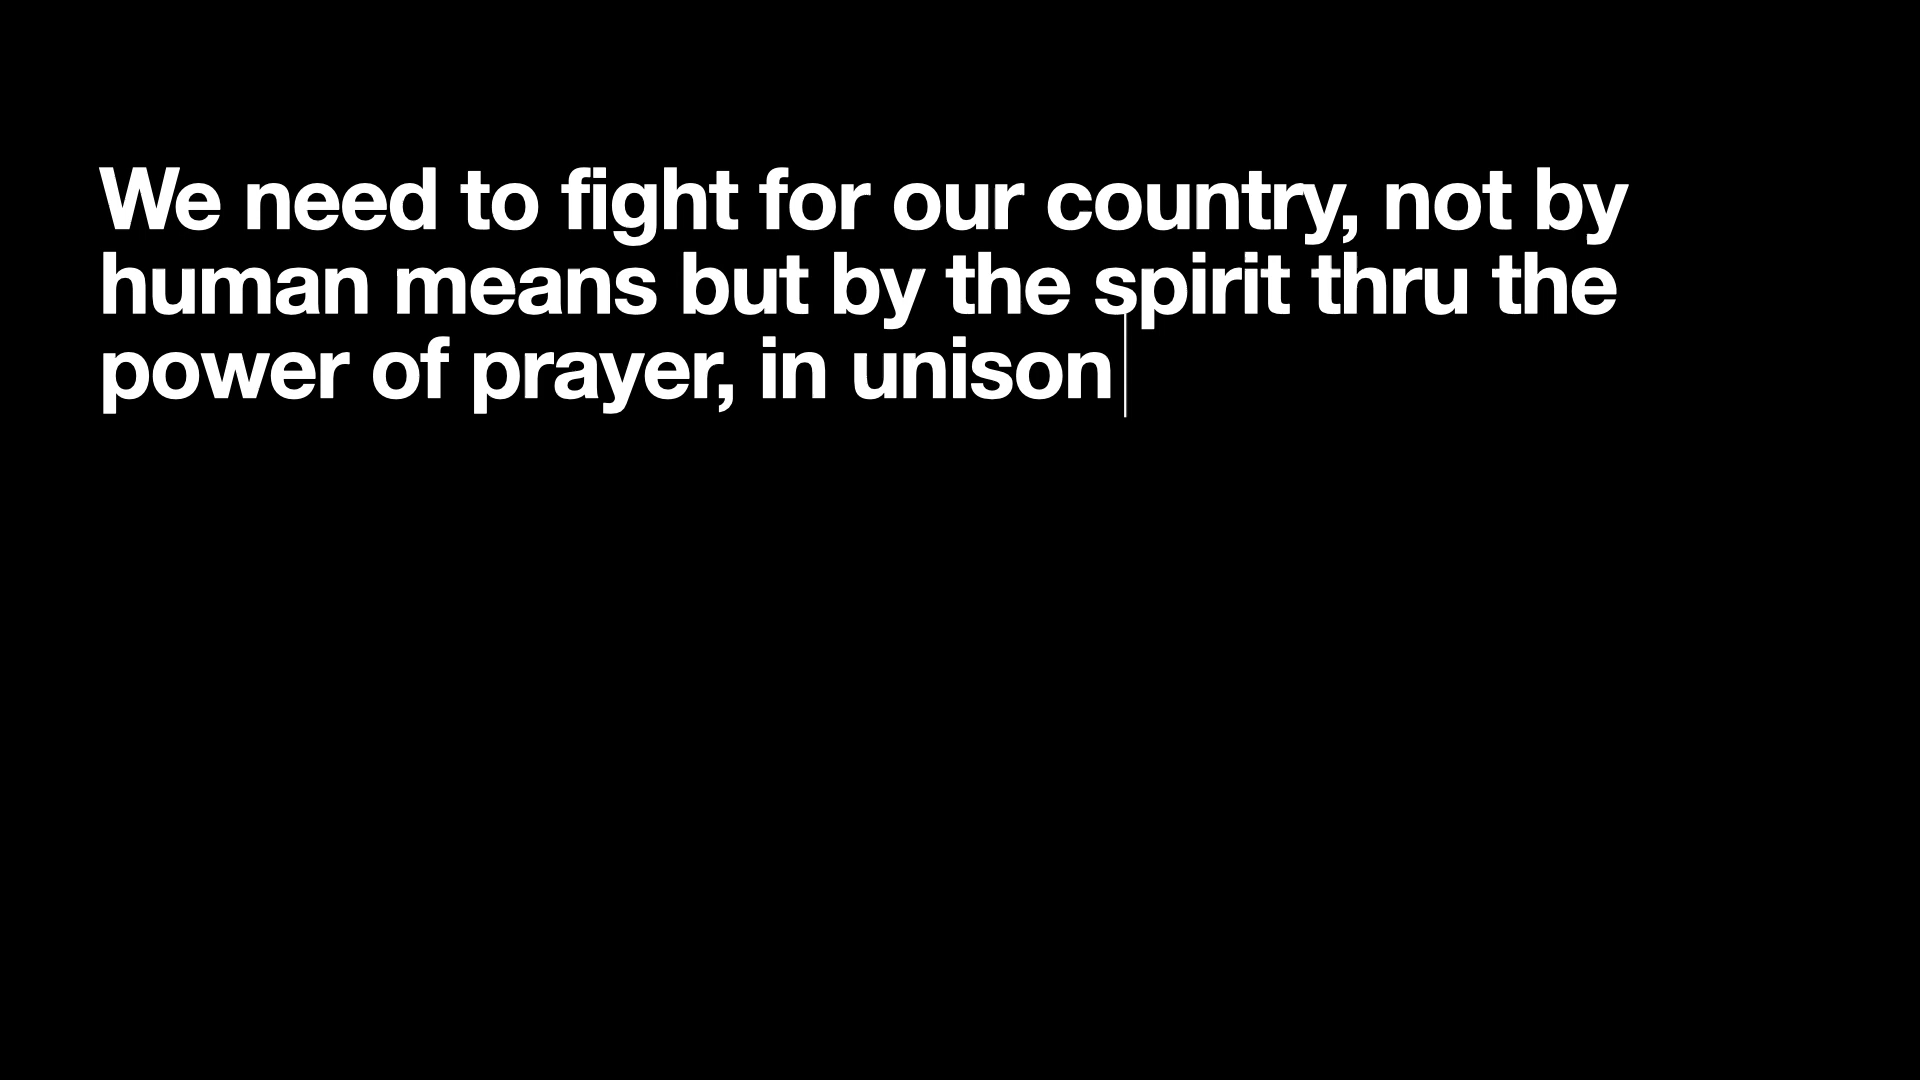 We need to fight for our country, not by
human means but by the spirit thru the
power of prayer, in unison